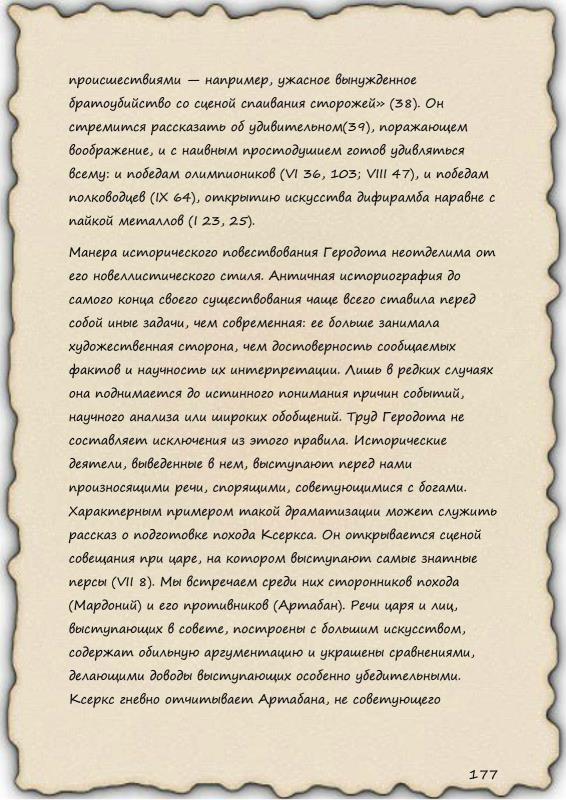 происшествиями — например, ужасное вынужденное
братоубийство со сценой спаивания сторожей» (38). Он
стремится рассказать об удивительном(39), поражающем
воображение, и с наивным простодушием готов удивляться
всему: и победам олимпиоников (VI 36, 103; VIII 47), и победам
полководцев (IX 64), открытию искусства дифирамба наравне с
пайкой металлов (I 23, 25).
Манера исторического повествования Геродота неотделима от
его новеллистического стиля. Античная историография до
самого конца своего существования чаще всего ставила перед
собой иные задачи, чем современная: ее больше занимала
художественная сторона, чем достоверность сообщаемых
фактов и научность их интерпретации. Лишь в редких случаях
она поднимается до истинного понимания причин событий,
научного анализа или широких обобщений. Труд Геродота не
составляет исключения из этого правила. Исторические
деятели, выведенные в нем, выступают перед нами
произносящими речи, спорящими, советующимися с богами.
Характерным примером такой драматизации может служить
рассказ о подготовке похода Ксеркса. Он открывается сценой
совещания при царе, на котором выступают самые знатные
персы (VII 8). Мы встречаем среди них сторонников похода
(Мардоний) и его противников (Артабан). Речи царя и лиц,
выступающих в совете, построены с большим искусством,
содержат обильную аргументацию и украшены сравнениями,
делающими доводы выступающих особенно убедительными.
Ксеркс гневно отчитывает Артабана, не советующего
177